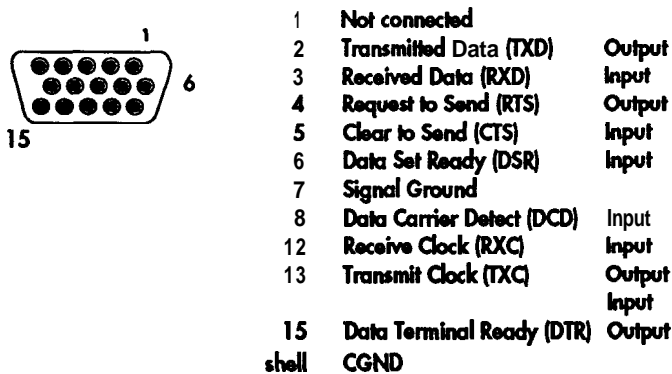 1
6
15
1 Not connected
2 Transmitted Data (TXD) Output
3 Received Data (RXD) Input
4 Request to Send (RTS) Output
5 Clear to Send (CTS) Input
6 Data Set Ready (DSR) Input
7 Signal Ground
8 Data Carrier Detect (DCD) Input
12 Receive Clock (RXC) Input
13 Transmit Clock (TXC) Output
Input
15 Data Terminal Ready (DTR) Output
shell CGND